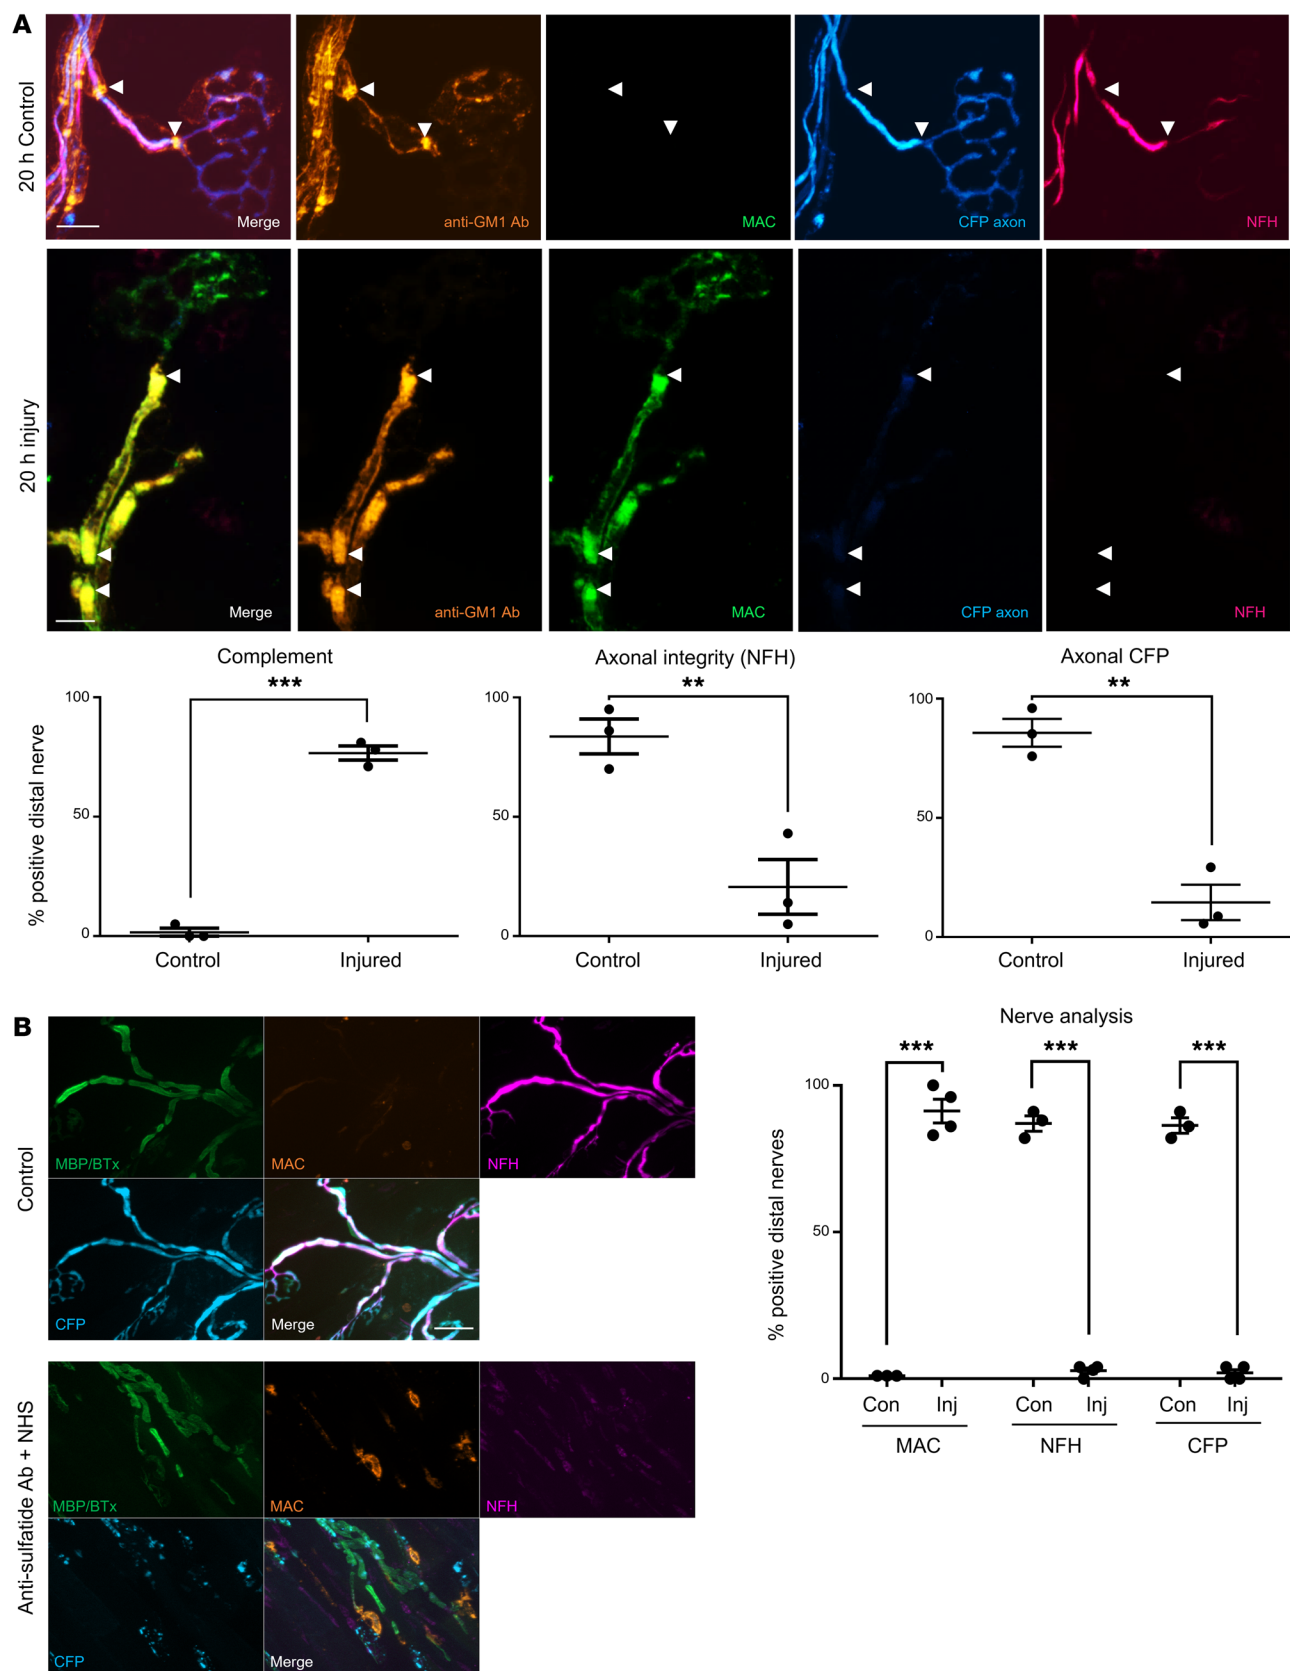 A
20 h Control
Merge
anti-GM1 Ab
MAC
CFP axon
NFH
20 h injury
Merge
anti-GM1 Ab
MAC
CFP axon
NFH
Complement
Axonal integrity (NFH)
Axonal CFP
***
**
**
% positive distal nerve
100
50
0
Control
Injured
100
50
0
Control
Injured
100
50
0
Control
Injured
B
Control
MBP/BTx
MAC
NFH
CFP
Merge
Anti-sulfatide Ab + NHS
MBP/BTx
MAC
NFH
CFP
Merge
Nerve analysis
***
***
***
% positive distal nerves
100
50
0
Con Inj Con Inj Con Inj
MAC NFH CFP